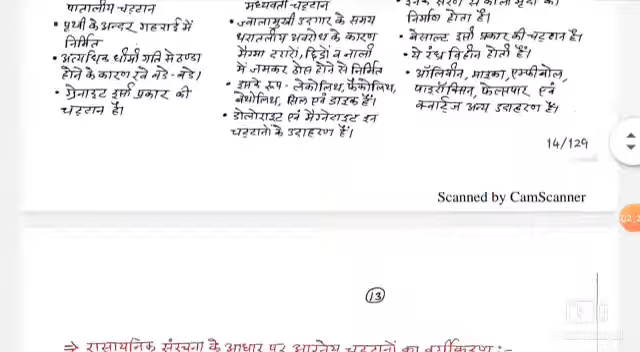 पातालीय चट्टान
• पृथ्वी के अन्दर गहराई में
निर्मित
• अत्यधिक धीमी गति से ठण्डा
होने के कारण रवे बडे-बडे।
• ग्रेनाइट इसी प्रकार की
चट्टान है।
मध्यवर्ती चट्टान
• ज्वालामुखी उदगार के समय
धरातलीय अवरोध के कारण
मैग्मा दरारों, छिद्रों व नाली
में जमकर ठोस होने से निर्मित
• इसके रूप - लेकोलिथ, फैकोलिथ,
बेथोलिथ, सिल एवं डाइक हैं।
• डोलोराइट एवं मैग्नेटाइट इन
चट्टानों के उदाहरण हैं।
• इनके क्षरण से काली मृदा का
निर्माण होता है।
• बेसाल्ट इसी प्रकार की चट्टान है।
• ये रंध्र विहीन होती हैं।
• ऑलिवीन, माइका, एम्फीबोल,
पाइरॉक्सिन, फेल्सपार एवं
क्वार्ट्ज अन्य उदाहरण हैं।
14/129
Scanned by CamScanner
13
⇒ रासायनिक संरचना के आधार पर आग्नेय चट्टानों का वर्गीकरण :-